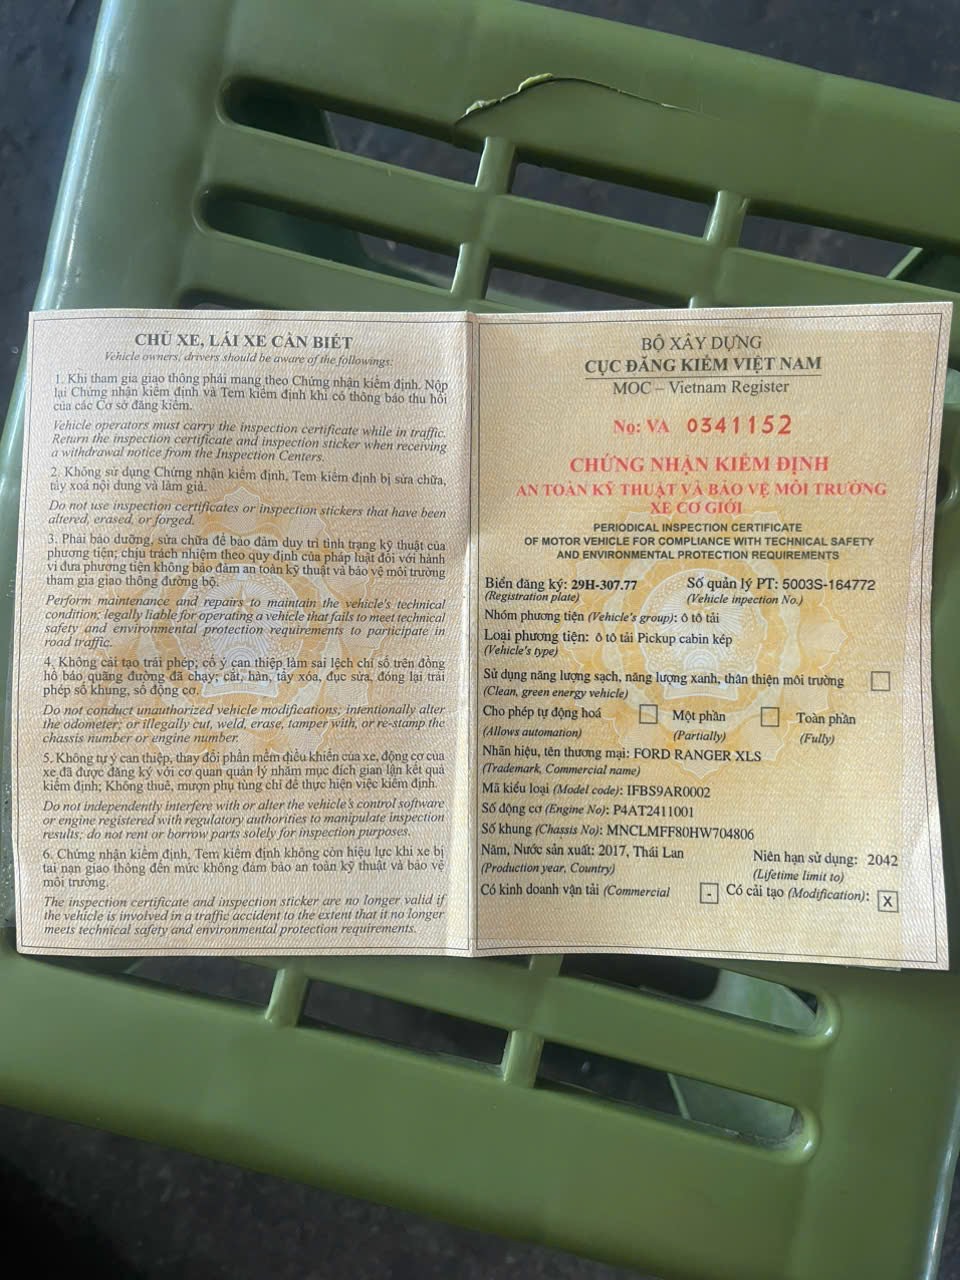 CHỦ XE, LÁI XE CẦN BIẾT
Vehicle owners, drivers should be aware of the followings:
1. Khi tham gia giao thông phải mang theo Chứng nhận kiểm định. Nộp
lại Chứng nhận kiểm định và Tem kiểm định khi có thông báo thu hồi
của các Cơ sở đăng kiểm.
Vehicle operators must carry the inspection certificate while in traffic.
Return the inspection certificate and inspection sticker when receiving
a withdrawal notice from the Inspection Centers.
2. Không sử dụng Chứng nhận kiểm định, Tem kiểm định bị sửa chữa,
tẩy xoá nội dung và làm giả.
Do not use inspection certificates or inspection stickers that have been
altered, erased, or forged.
3. Phải bảo dưỡng, sửa chữa để bảo đảm duy trì tình trạng kỹ thuật của
phương tiện; chịu trách nhiệm theo quy định của pháp luật đối với hành
vi đưa phương tiện không bảo đảm an toàn kỹ thuật và bảo vệ môi trường
tham gia giao thông đường bộ.
Perform maintenance and repairs to maintain the vehicle's technical
condition; legally liable for operating a vehicle that fails to meet technical
safety and environmental protection requirements to participate in
road traffic.
4. Không cải tạo trái phép; cố ý can thiệp làm sai lệch chỉ số trên đồng
hồ báo quãng đường đã chạy; cắt, hàn, tẩy xóa, đục sửa, đóng lại trái
phép số khung, số động cơ.
Do not conduct unauthorized vehicle modifications; intentionally alter
the odometer; or illegally cut, weld, erase, tamper with, or re-stamp the
chassis number or engine number.
5. Không tự ý can thiệp, thay đổi phần mềm điều khiển của xe, động cơ của
xe đã được đăng ký với cơ quan quản lý nhằm mục đích gian lận kết quả
kiểm định; Không thuê, mượn phụ tùng chỉ để thực hiện việc kiểm định.
Do not independently interfere with or alter the vehicle's control software
or engine registered with regulatory authorities to manipulate inspection
results; do not rent or borrow parts solely for inspection purposes.
6. Chứng nhận kiểm định, Tem kiểm định không còn hiệu lực khi xe bị
tai nạn giao thông đến mức không đảm bảo an toàn kỹ thuật và bảo vệ
môi trường.
The inspection certificate and inspection sticker are no longer valid if
the vehicle is involved in a traffic accident to the extent that it no longer
meets technical safety and environmental protection requirements.
BỘ XÂY DỰNG
CỤC ĐĂNG KIỂM VIỆT NAM
MOC – Vietnam Register
No: VA 0341152
CHỨNG NHẬN KIỂM ĐỊNH
AN TOÀN KỸ THUẬT VÀ BẢO VỆ MÔI TRƯỜNG
XE CƠ GIỚI
PERIODICAL INSPECTION CERTIFICATE
OF MOTOR VEHICLE FOR COMPLIANCE WITH TECHNICAL SAFETY
AND ENVIRONMENTAL PROTECTION REQUIREMENTS
Biển đăng ký: 29H-307.77 Số quản lý PT: 5003S-164772
(Registration plate) (Vehicle inpection No.)
Nhóm phương tiện (Vehicle's group): ô tô tải
Loại phương tiện: ô tô tải Pickup cabin kép
(Vehicle's type)
Sử dụng năng lượng sạch, năng lượng xanh, thân thiện môi trường
(Clean, green energy vehicle)
Cho phép tự động hoá Một phần Toàn phần
(Allows automation) (Partially) (Fully)
Nhãn hiệu, tên thương mại: FORD RANGER XLS
(Trademark, Commercial name)
Mã kiểu loại (Model code): IFBS9AR0002
Số động cơ (Engine No): P4AT2411001
Số khung (Chassis No): MNCLMFF80HW704806
Năm, Nước sản xuất: 2017, Thái Lan Niên hạn sử dụng: 2042
(Production year, Country) (Lifetime limit to)
Có kinh doanh vận tải (Commercial - Có cải tạo (Modification): X